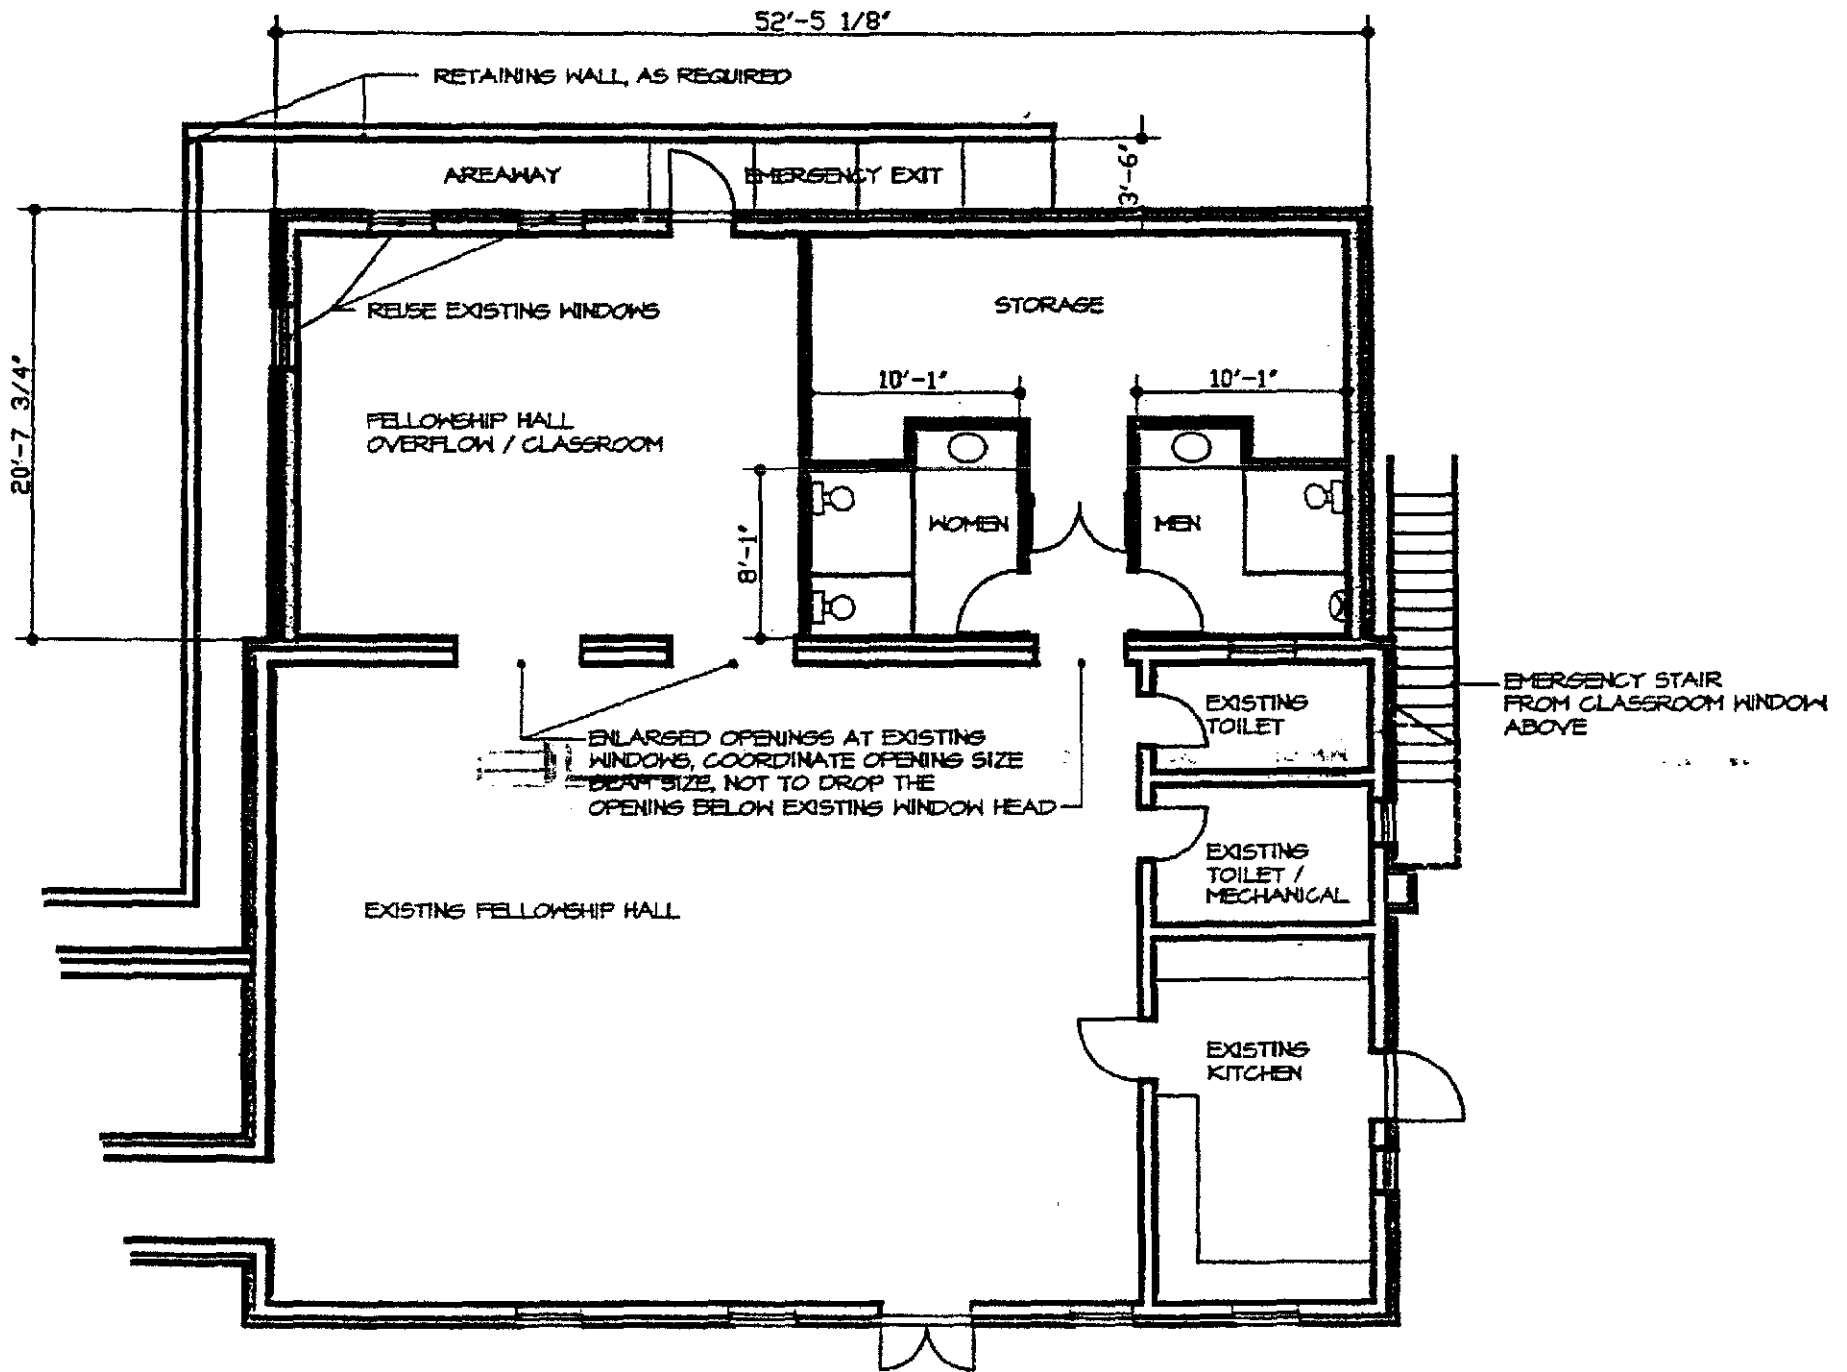 52'-5 1/8"
RETAINING WALL, AS REQUIRED
AREAWAY
EMERGENCY EXIT
3'-6"
REUSE EXISTING WINDOWS
STORAGE
20'-7 3/4"
10'-1"
10'-1"
FELLOWSHIP HALL
OVERFLOW / CLASSROOM
8'-1"
WOMEN
MEN
EMERGENCY STAIR
FROM CLASSROOM WINDOW
ABOVE
EXISTING
TOILET
ENLARGED OPENINGS AT EXISTING
WINDOWS, COORDINATE OPENING SIZE
BEAM SIZE, NOT TO DROP THE
OPENING BELOW EXISTING WINDOW HEAD
EXISTING
TOILET /
MECHANICAL
EXISTING FELLOWSHIP HALL
EXISTING
KITCHEN